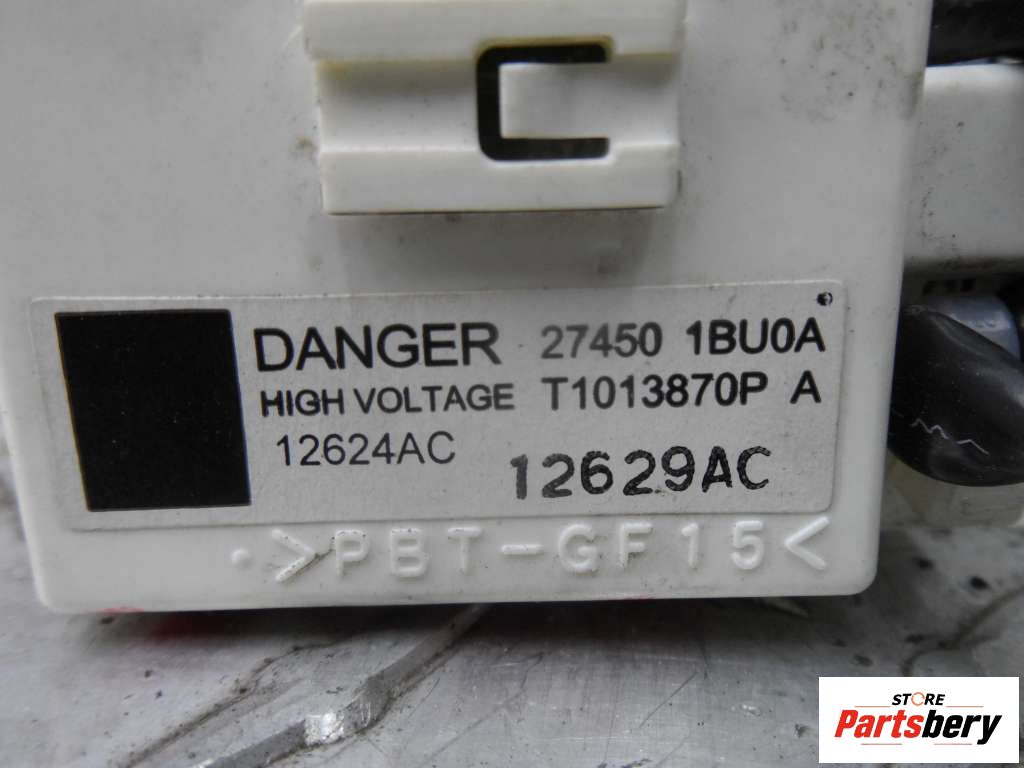 DANGER 27450 1BU0A
HIGH VOLTAGE T1013870P A
12624AC 12629AC
>PBT-GF15<
STORE
Partsbery